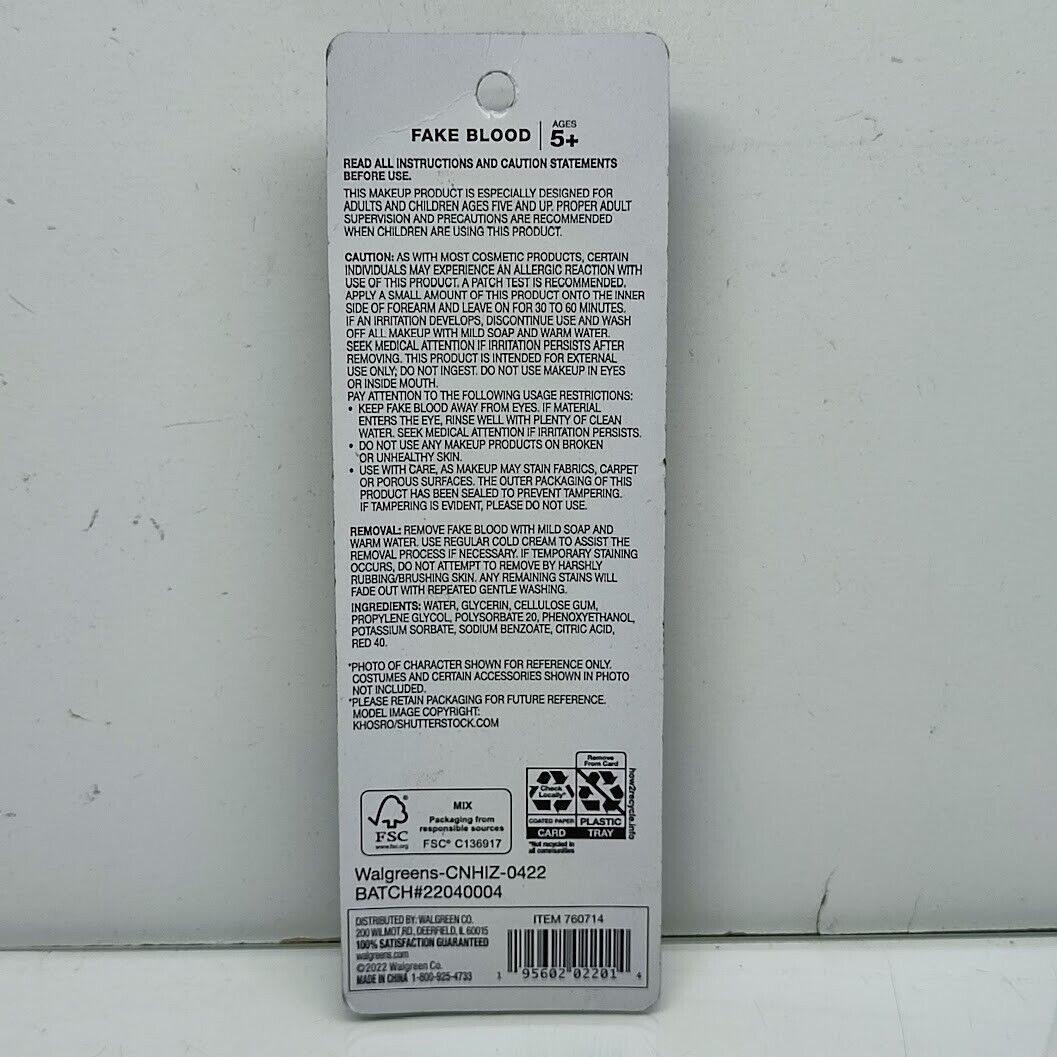 FAKE BLOOD
AGES
5+
READ ALL INSTRUCTIONS AND CAUTION STATEMENTS
BEFORE USE.
THIS MAKEUP PRODUCT IS ESPECIALLY DESIGNED FOR
ADULTS AND CHILDREN AGES FIVE AND UP. PROPER ADULT
SUPERVISION AND PRECAUTIONS ARE RECOMMENDED
WHEN CHILDREN ARE USING THIS PRODUCT.
CAUTION: AS WITH MOST COSMETIC PRODUCTS, CERTAIN
INDIVIDUALS MAY EXPERIENCE AN ALLERGIC REACTION WITH
USE OF THIS PRODUCT. A PATCH TEST IS RECOMMENDED.
APPLY A SMALL AMOUNT OF THIS PRODUCT ONTO THE INNER
SIDE OF FOREARM AND LEAVE ON FOR 30 TO 60 MINUTES.
IF AN IRRITATION DEVELOPS, DISCONTINUE USE AND WASH
OFF ALL MAKEUP WITH MILD SOAP AND WARM WATER.
SEEK MEDICAL ATTENTION IF IRRITATION PERSISTS AFTER
REMOVING. THIS PRODUCT IS INTENDED FOR EXTERNAL
USE ONLY; DO NOT INGEST. DO NOT USE MAKEUP IN EYES
OR INSIDE MOUTH.
PAY ATTENTION TO THE FOLLOWING USAGE RESTRICTIONS:
• KEEP FAKE BLOOD AWAY FROM EYES. IF MATERIAL
ENTERS THE EYE, RINSE WELL WITH PLENTY OF CLEAN
WATER. SEEK MEDICAL ATTENTION IF IRRITATION PERSISTS.
• DO NOT USE ANY MAKEUP PRODUCTS ON BROKEN
OR UNHEALTHY SKIN.
• USE WITH CARE, AS MAKEUP MAY STAIN FABRICS, CARPET
OR POROUS SURFACES. THE OUTER PACKAGING OF THIS
PRODUCT HAS BEEN SEALED TO PREVENT TAMPERING.
IF TAMPERING IS EVIDENT, PLEASE DO NOT USE.
REMOVAL: REMOVE FAKE BLOOD WITH MILD SOAP AND
WARM WATER. USE REGULAR COLD CREAM TO ASSIST THE
REMOVAL PROCESS IF NECESSARY. IF TEMPORARY STAINING
OCCURS, DO NOT ATTEMPT TO REMOVE BY HARSHLY
RUBBING/BRUSHING SKIN. ANY REMAINING STAINS WILL
FADE OUT WITH REPEATED GENTLE WASHING.
INGREDIENTS: WATER, GLYCERIN, CELLULOSE GUM,
PROPYLENE GLYCOL, POLYSORBATE 20, PHENOXYETHANOL,
POTASSIUM SORBATE, SODIUM BENZOATE, CITRIC ACID,
RED 40.
*PHOTO OF CHARACTER SHOWN FOR REFERENCE ONLY.
COSTUMES AND CERTAIN ACCESSORIES SHOWN IN PHOTO
NOT INCLUDED.
*PLEASE RETAIN PACKAGING FOR FUTURE REFERENCE.
MODEL IMAGE COPYRIGHT:
KHOSRO/SHUTTERSTOCK.COM
FSC
www.fsc.org
MIX
Packaging from
responsible sources
FSC® C136917
Remove
From Card
Check
Locally*
COATED PAPER
CARD
PLASTIC
TRAY
*Not recycled in
all communities
how2recycle.info
Walgreens-CNHIZ-0422
BATCH#22040004
DISTRIBUTED BY: WALGREEN CO.
200 WILMOT RD., DEERFIELD, IL 60015
100% SATISFACTION GUARANTEED
walgreens.com
©2022 Walgreen Co.
MADE IN CHINA 1-800-925-4733
ITEM 760714
1 95602 02201 4